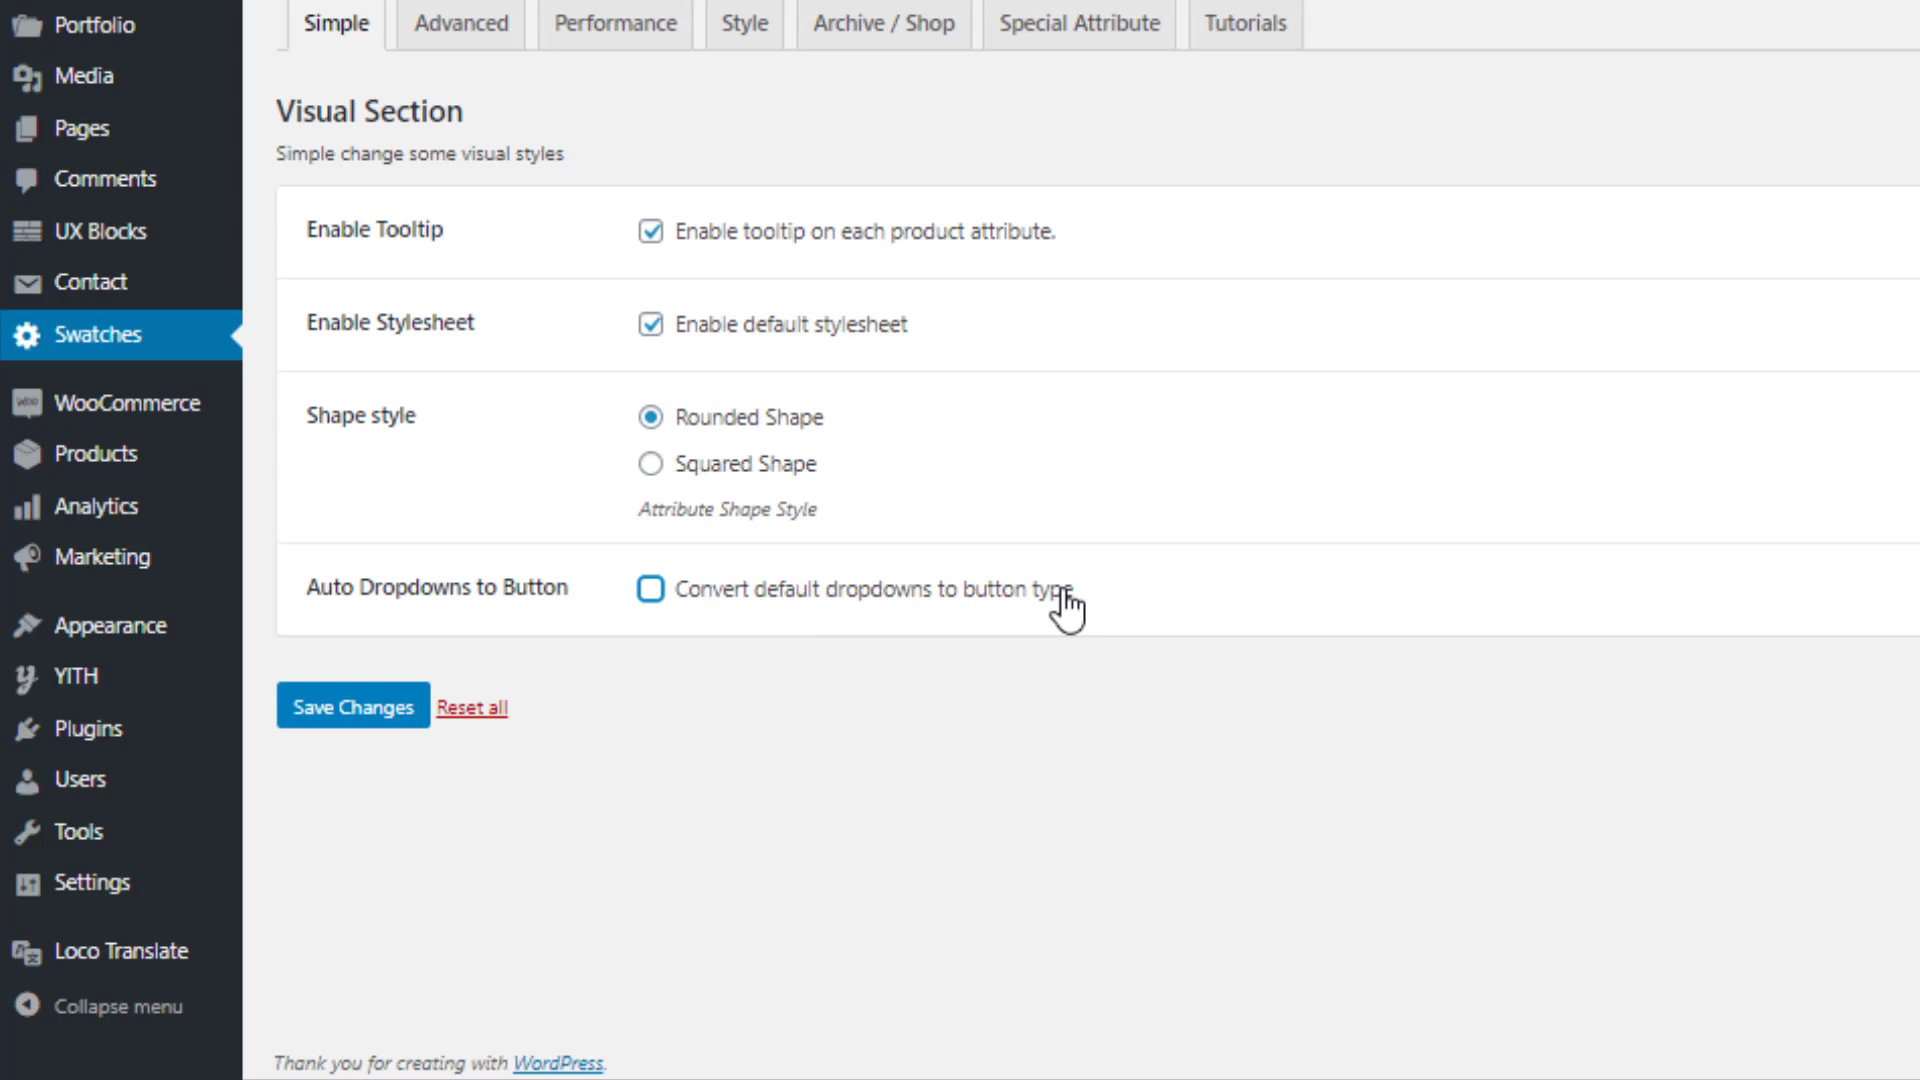 Portfolio
Media
Pages
Comments
UX Blocks
Contact
Swatches
WooCommerce
Products
Analytics
Marketing
Appearance
YITH
Plugins
Users
Tools
Settings
Loco Translate
Collapse menu
Simple Advanced Performance Style Archive / Shop Special Attribute Tutorials
Visual Section
Simple change some visual styles
Enable Tooltip Enable tooltip on each product attribute.
Enable Stylesheet Enable default stylesheet
Shape style Rounded Shape
Squared Shape
Attribute Shape Style
Auto Dropdowns to Button Convert default dropdowns to button type
Save Changes Reset all
Thank you for creating with WordPress.